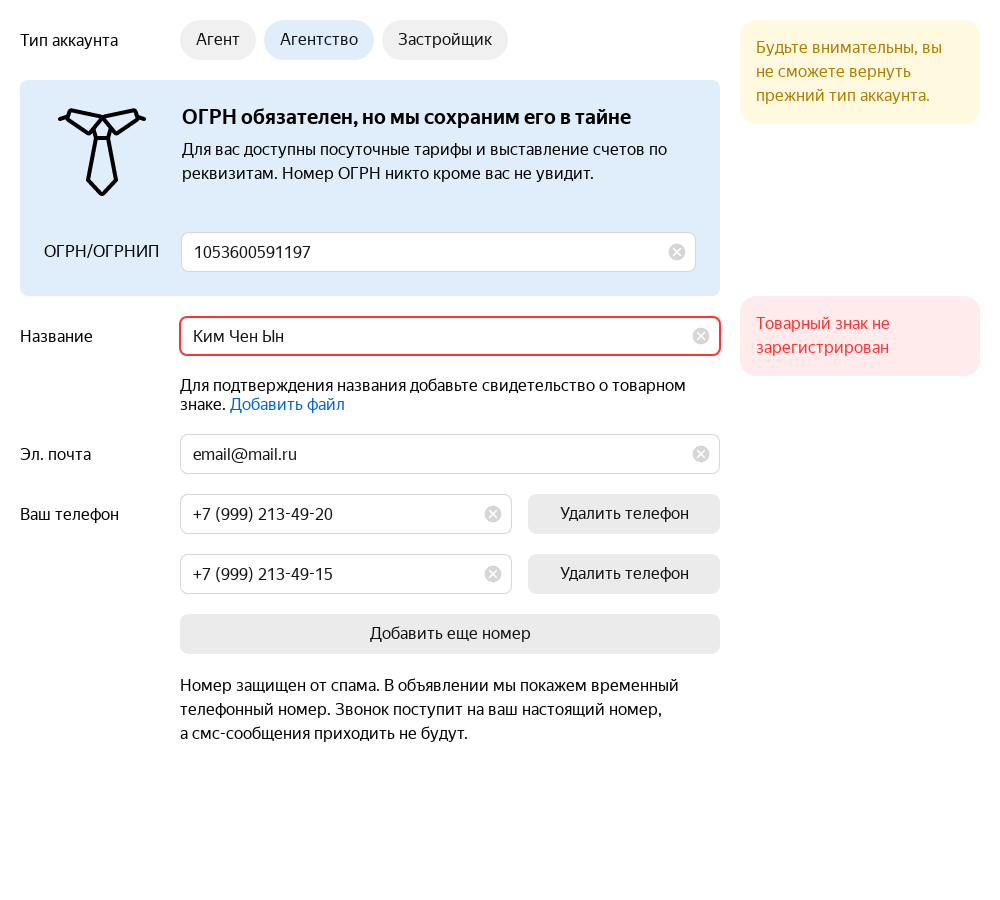 Тип аккаунта
Агент
Агентство
Застройщик
Будьте внимательны, вы
не сможете вернуть
прежний тип аккаунта.
ОГРН обязателен, но мы сохраним его в тайне
Для вас доступны посуточные тарифы и выставление счетов по
реквизитам. Номер ОГРН никто кроме вас не увидит.
ОГРН/ОГРНИП
1053600591197
Название
Ким Чен Ын
Товарный знак не
зарегистрирован
Для подтверждения названия добавьте свидетельство о товарном
знаке. Добавить файл
Эл. почта
email@mail.ru
Ваш телефон
+7 (999) 213-49-20
Удалить телефон
+7 (999) 213-49-15
Удалить телефон
Добавить еще номер
Номер защищен от спама. В объявлении мы покажем временный
телефонный номер. Звонок поступит на ваш настоящий номер,
а смс-сообщения приходить не будут.